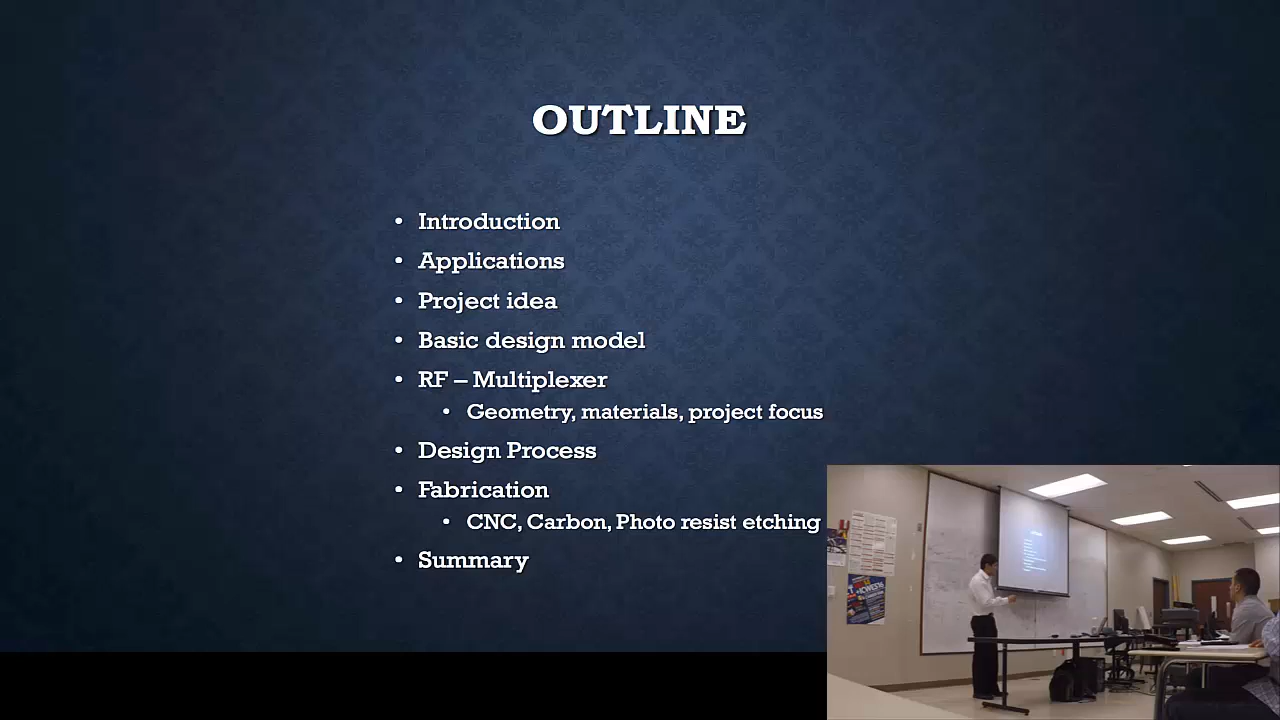 OUTLINE
• Introduction
• Applications
• Project idea
• Basic design model
• RF – Multiplexer
• Geometry, materials, project focus
• Design Process
• Fabrication
• CNC, Carbon, Photo resist etching
• Summary